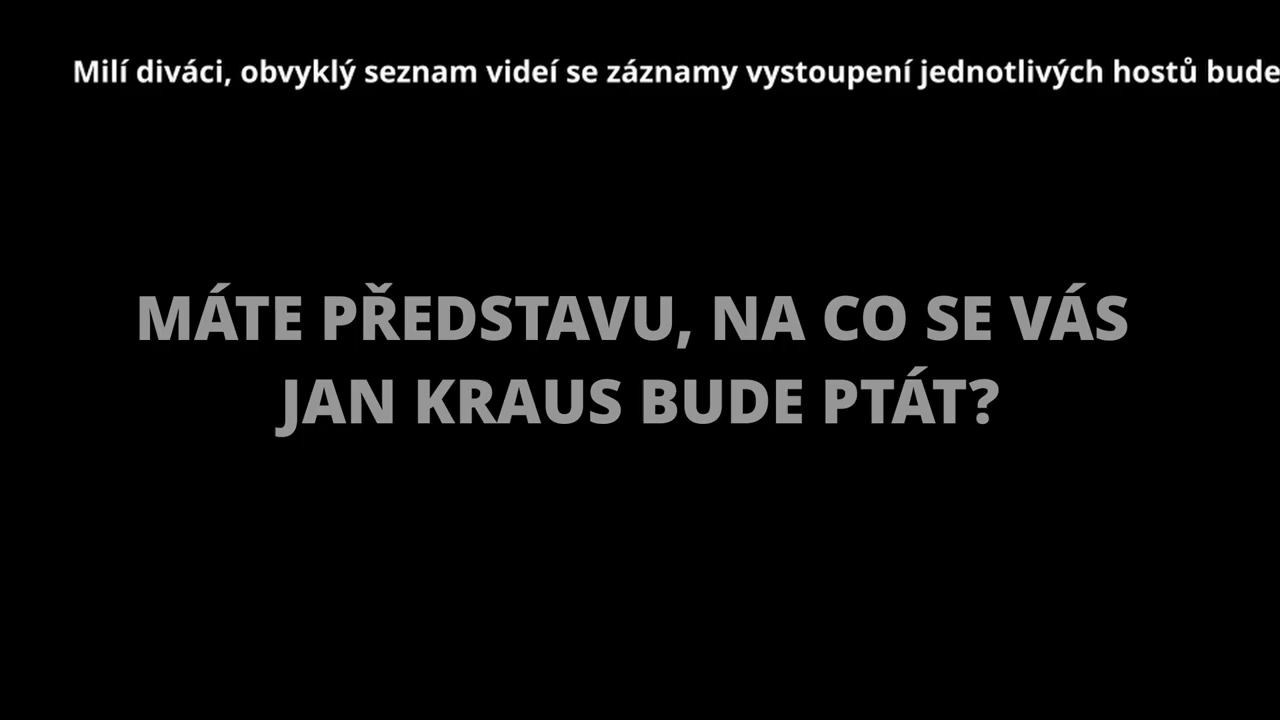 Milí diváci, obvyklý seznam videí se záznamy vystoupení jednotlivých hostů bude
MÁTE PŘEDSTAVU, NA CO SE VÁS
JAN KRAUS BUDE PTÁT?